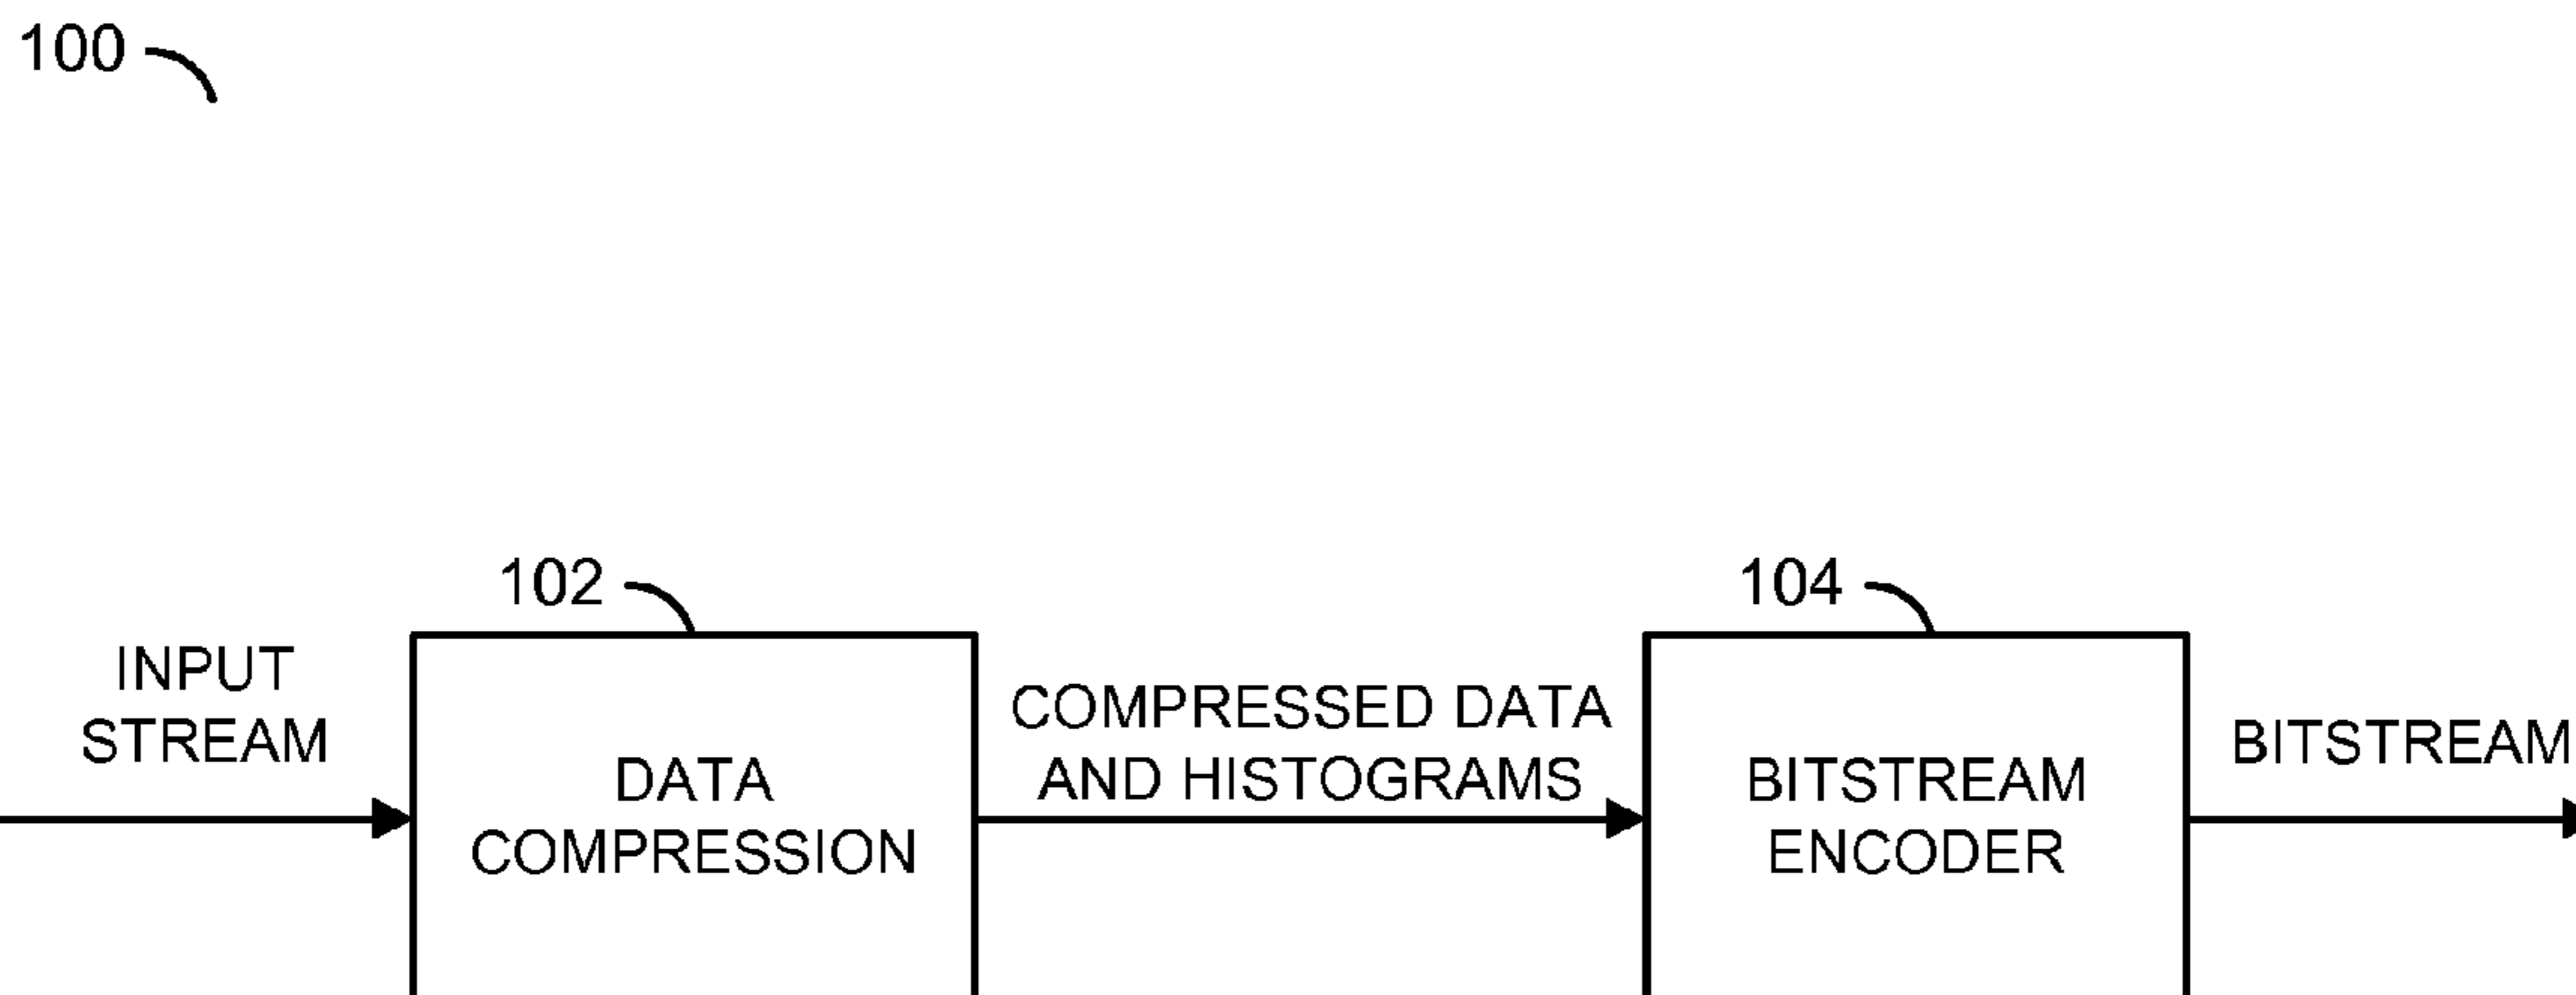 100
102
104
INPUT
STREAM
DATA
COMPRESSION
COMPRESSED DATA
AND HISTOGRAMS
BITSTREAM
ENCODER
BITSTREAM